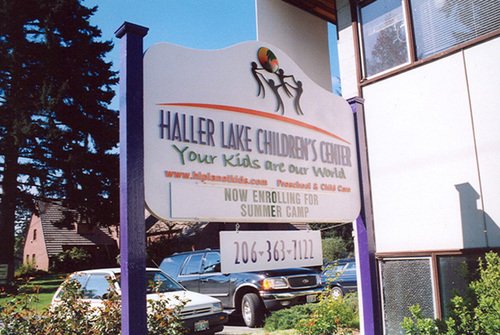 HALLER LAKE CHILDREN'S CENTER
Your Kids are our World
www.hlplanetkids.com Preschool & Child Care
NOW ENROLLING FOR
SUMMER CAMP
206-363-7122